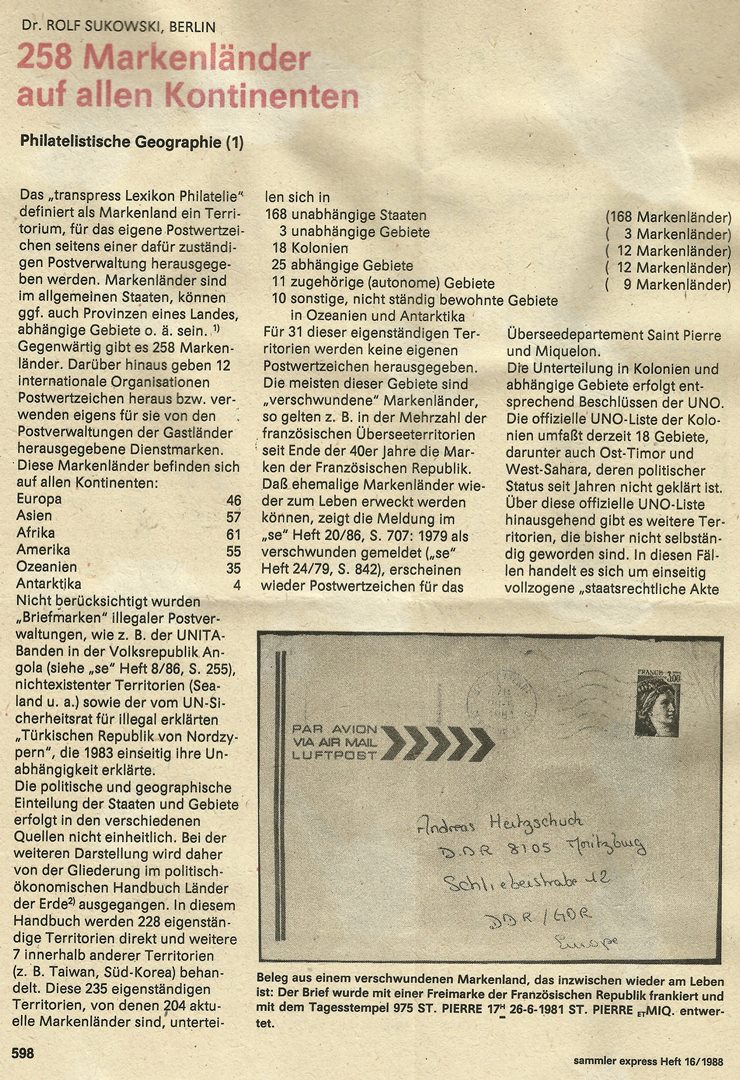 Dr. ROLF SUKOWSKI, BERLIN
258 Markenländer
auf allen Kontinenten
Philatelistische Geographie (1)
Das „transpress Lexikon Philatelie“
definiert als Markenland ein Terri-
torium, für das eigene Postwertzei-
chen seitens einer dafür zuständi-
gen Postverwaltung herausgege-
ben werden. Markenländer sind
im allgemeinen Staaten, können
ggf. auch Provinzen eines Landes,
abhängige Gebiete o. ä. sein. 1)
Gegenwärtig gibt es 258 Marken-
länder. Darüber hinaus geben 12
internationale Organisationen
Postwertzeichen heraus bzw. ver-
wenden eigens für sie von den
Postverwaltungen der Gastländer
herausgegebene Dienstmarken.
Diese Markenländer befinden sich
auf allen Kontinenten:
Europa 46
Asien 57
Afrika 61
Amerika 55
Ozeanien 35
Antarktika 4
Nicht berücksichtigt wurden
„Briefmarken“ illegaler Postver-
waltungen, wie z. B. der UNITA-
Banden in der Volksrepublik An-
gola (siehe „se“ Heft 8/86, S. 255),
nichtexistenter Territorien (Sea-
land u. a.) sowie der vom UN-Si-
cherheitsrat für illegal erklärten
„Türkischen Republik von Nordzy-
pern“, die 1983 einseitig ihre Un-
abhängigkeit erklärte.
Die politische und geographische
Einteilung der Staaten und Gebiete
erfolgt in den verschiedenen
Quellen nicht einheitlich. Bei der
weiteren Darstellung wird daher
von der Gliederung im politisch-
ökonomischen Handbuch Länder
der Erde2) ausgegangen. In diesem
Handbuch werden 228 eigenstän-
dige Territorien direkt und weitere
7 innerhalb anderer Territorien
(z. B. Taiwan, Süd-Korea) behan-
delt. Diese 235 eigenständigen
Territorien, von denen 204 aktu-
elle Markenländer sind, untertei-
len sich in
168 unabhängige Staaten (168 Markenländer)
3 unabhängige Gebiete ( 3 Markenländer)
18 Kolonien ( 12 Markenländer)
25 abhängige Gebiete ( 12 Markenländer)
11 zugehörige (autonome) Gebiete ( 9 Markenländer)
10 sonstige, nicht ständig bewohnte Gebiete
in Ozeanien und Antarktika
Für 31 dieser eigenständigen Ter-
ritorien werden keine eigenen
Postwertzeichen herausgegeben.
Die meisten dieser Gebiete sind
„verschwundene“ Markenländer,
so gelten z. B. in der Mehrzahl der
französischen Überseeterritorien
seit Ende der 40er Jahre die Mar-
ken der Französischen Republik.
Daß ehemalige Markenländer wie-
der zum Leben erweckt werden
können, zeigt die Meldung im
„se“ Heft 20/86, S. 707: 1979 als
verschwunden gemeldet („se“
Heft 24/79, S. 842), erscheinen
wieder Postwertzeichen für das
Überseedepartement Saint Pierre
und Miquelon.
Die Unterteilung in Kolonien und
abhängige Gebiete erfolgt ent-
sprechend Beschlüssen der UNO.
Die offizielle UNO-Liste der Kolo-
nien umfaßt derzeit 18 Gebiete,
darunter auch Ost-Timor und
West-Sahara, deren politischer
Status seit Jahren nicht geklärt ist.
Über diese offizielle UNO-Liste
hinausgehend gibt es weitere Ter-
ritorien, die bisher nicht selbstän-
dig geworden sind. In diesen Fäl-
len handelt es sich um einseitig
vollzogene „staatsrechtliche Akte
FRANCE 3,00
PAR AVION
VIA AIR MAIL
LUFTPOST
Andreas Heitzschuch
D.D.R 8105 Moritzburg
Schlieberstrabe 12
DDR / GDR
Europe
Beleg aus einem verschwundenen Markenland, das inzwischen wieder am Leben
ist: Der Brief wurde mit einer Freimarke der Französischen Republik frankiert und
mit dem Tagesstempel 975 ST. PIERRE 17H 26-6-1981 ST. PIERRE ET MIQ. entwer-
tet.
598
sammler express Heft 16/1988